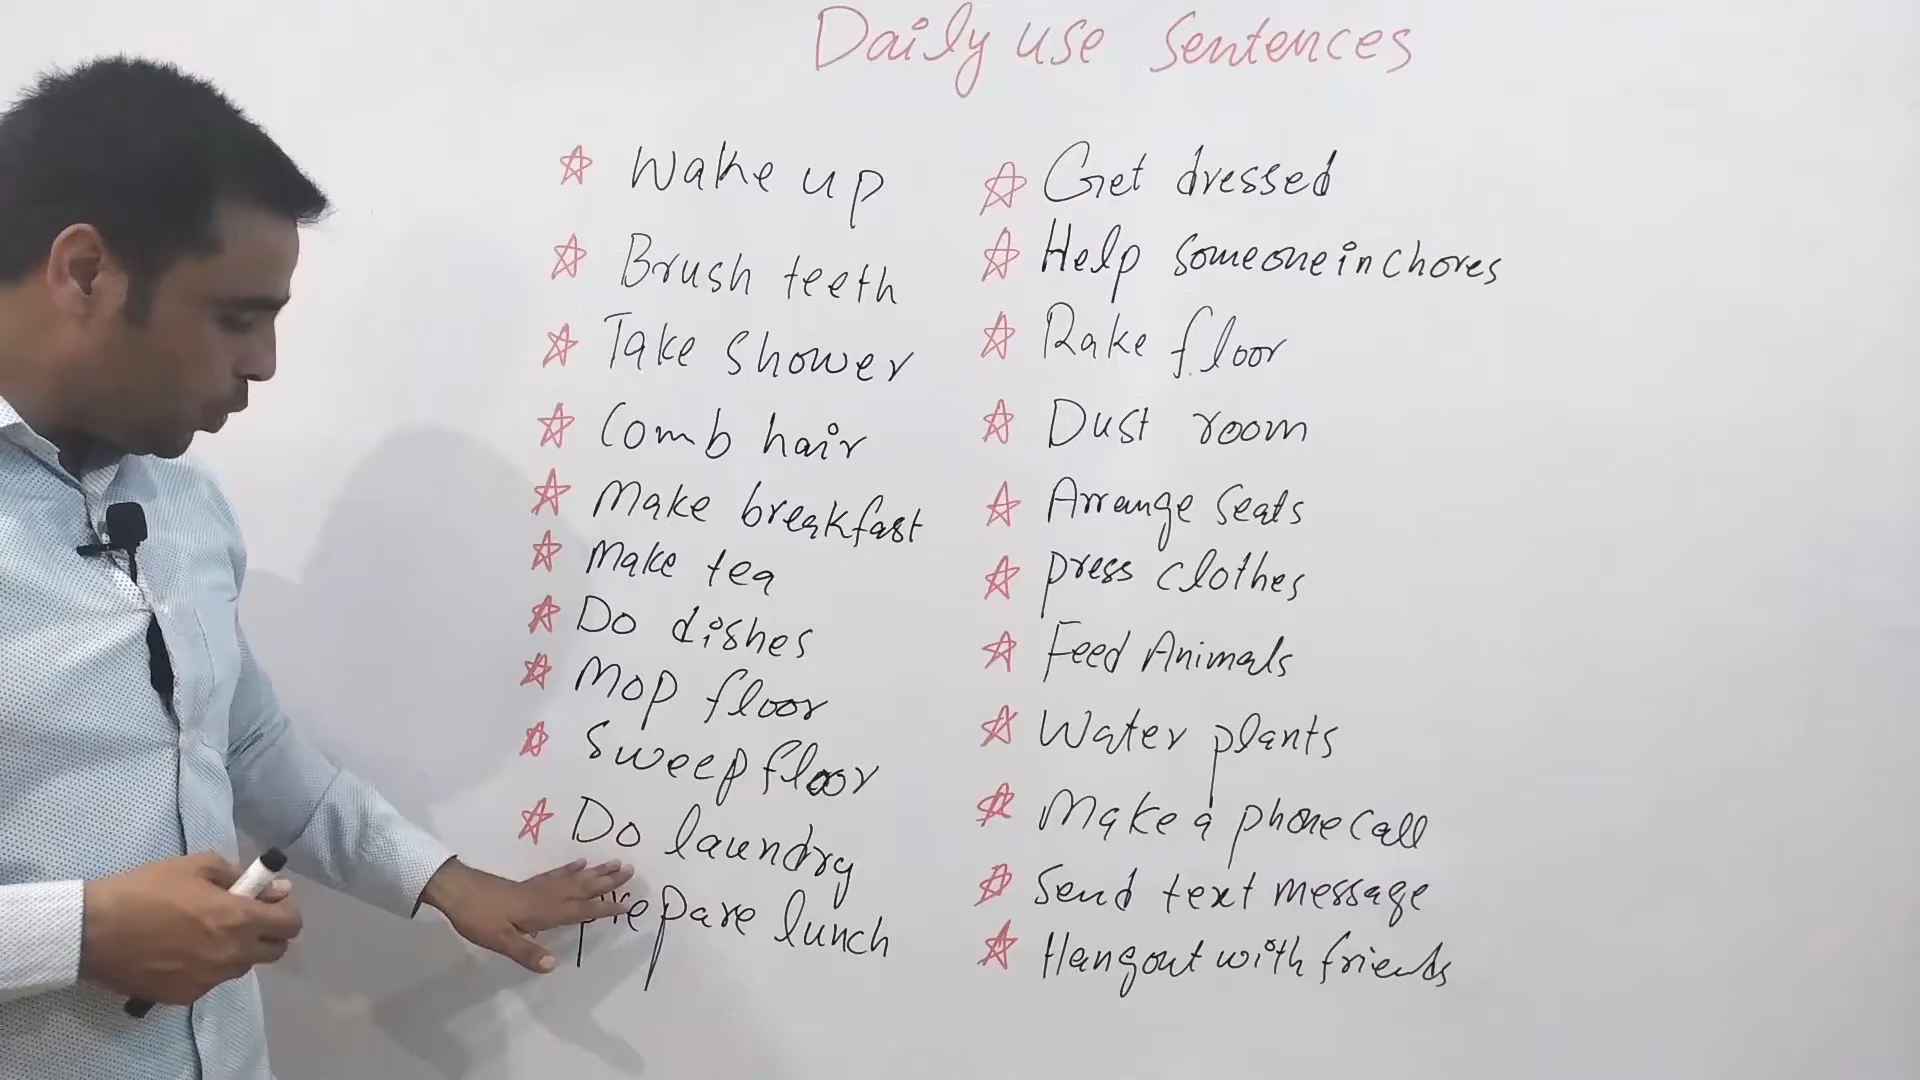 Daily use Sentences
Wake up
Brush teeth
Take Shower
Comb hair
Make breakfast
Make tea
Do dishes
Mop floor
Sweep floor
Do laundry
Prepare lunch
Get dressed
Help someone in chores
Rake floor
Dust room
Arrange Seats
press clothes
Feed Animals
Water plants
Make a phone call
Send text message
Hangout with friends